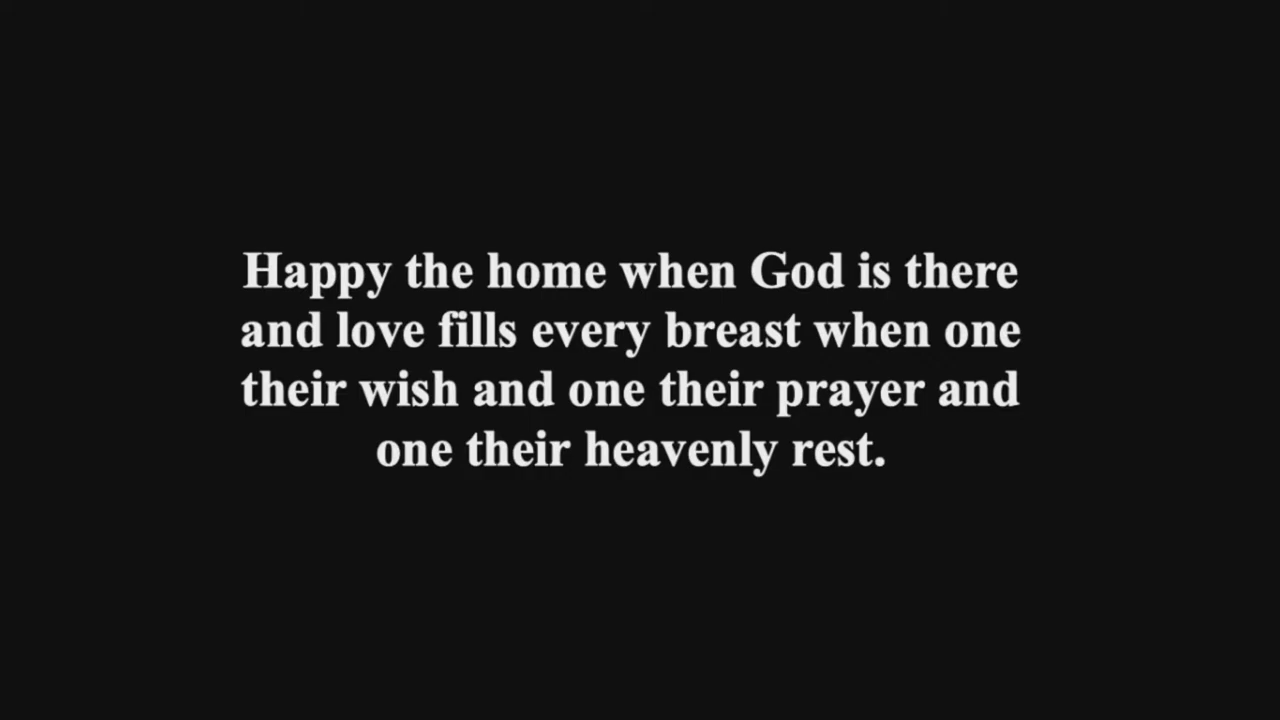 Happy the home when God is there
and love fills every breast when one
their wish and one their prayer and
one their heavenly rest.